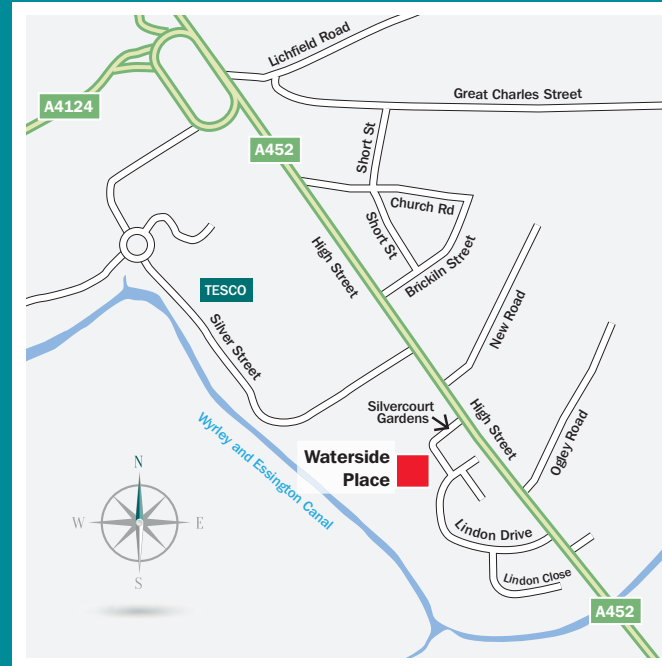 Lichfield Road
Great Charles Street
A4124
A452
Short St
Church Rd
Short St
High Street
Brickiln Street
TESCO
New Road
Silver Street
Silvercourt
Gardens
High Street
Ogley Road
Wyrley and Essington Canal
Waterside
Place
N
W
E
S
Lindon Drive
Lindon Close
A452